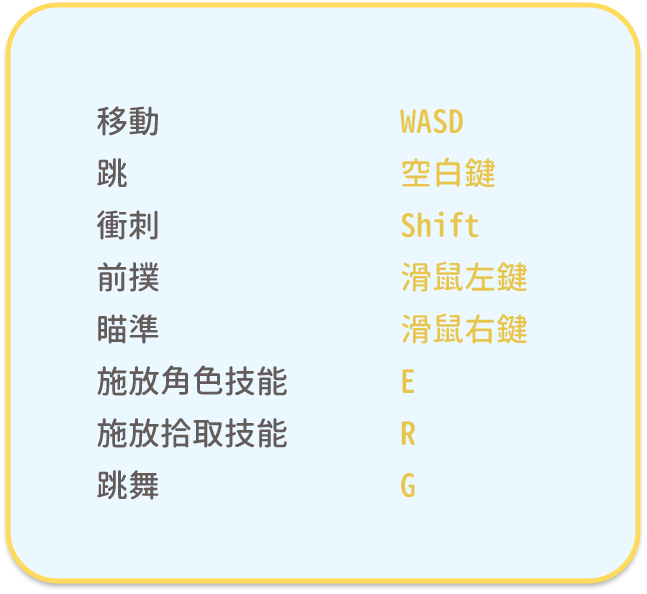 移動 WASD
跳 空白鍵
衝刺 Shift
前撲 滑鼠左鍵
瞄準 滑鼠右鍵
施放角色技能 E
施放拾取技能 R
跳舞 G